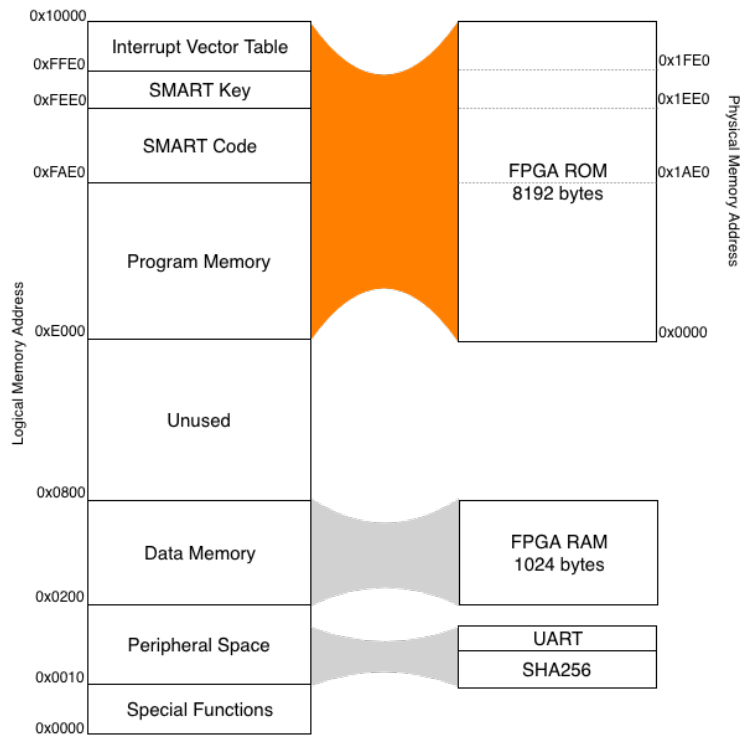 0x10000
Interrupt Vector Table
0xFFE0
SMART Key
0xFEE0
SMART Code
0xFAE0
Program Memory
0xE000
Unused
0x0800
Data Memory
0x0200
Peripheral Space
0x0010
Special Functions
0x0000
Logical Memory Address
0x1FE0
0x1EE0
FPGA ROM
8192 bytes
0x1AE0
0x0000
FPGA RAM
1024 bytes
UART
SHA256
Physical Memory Address